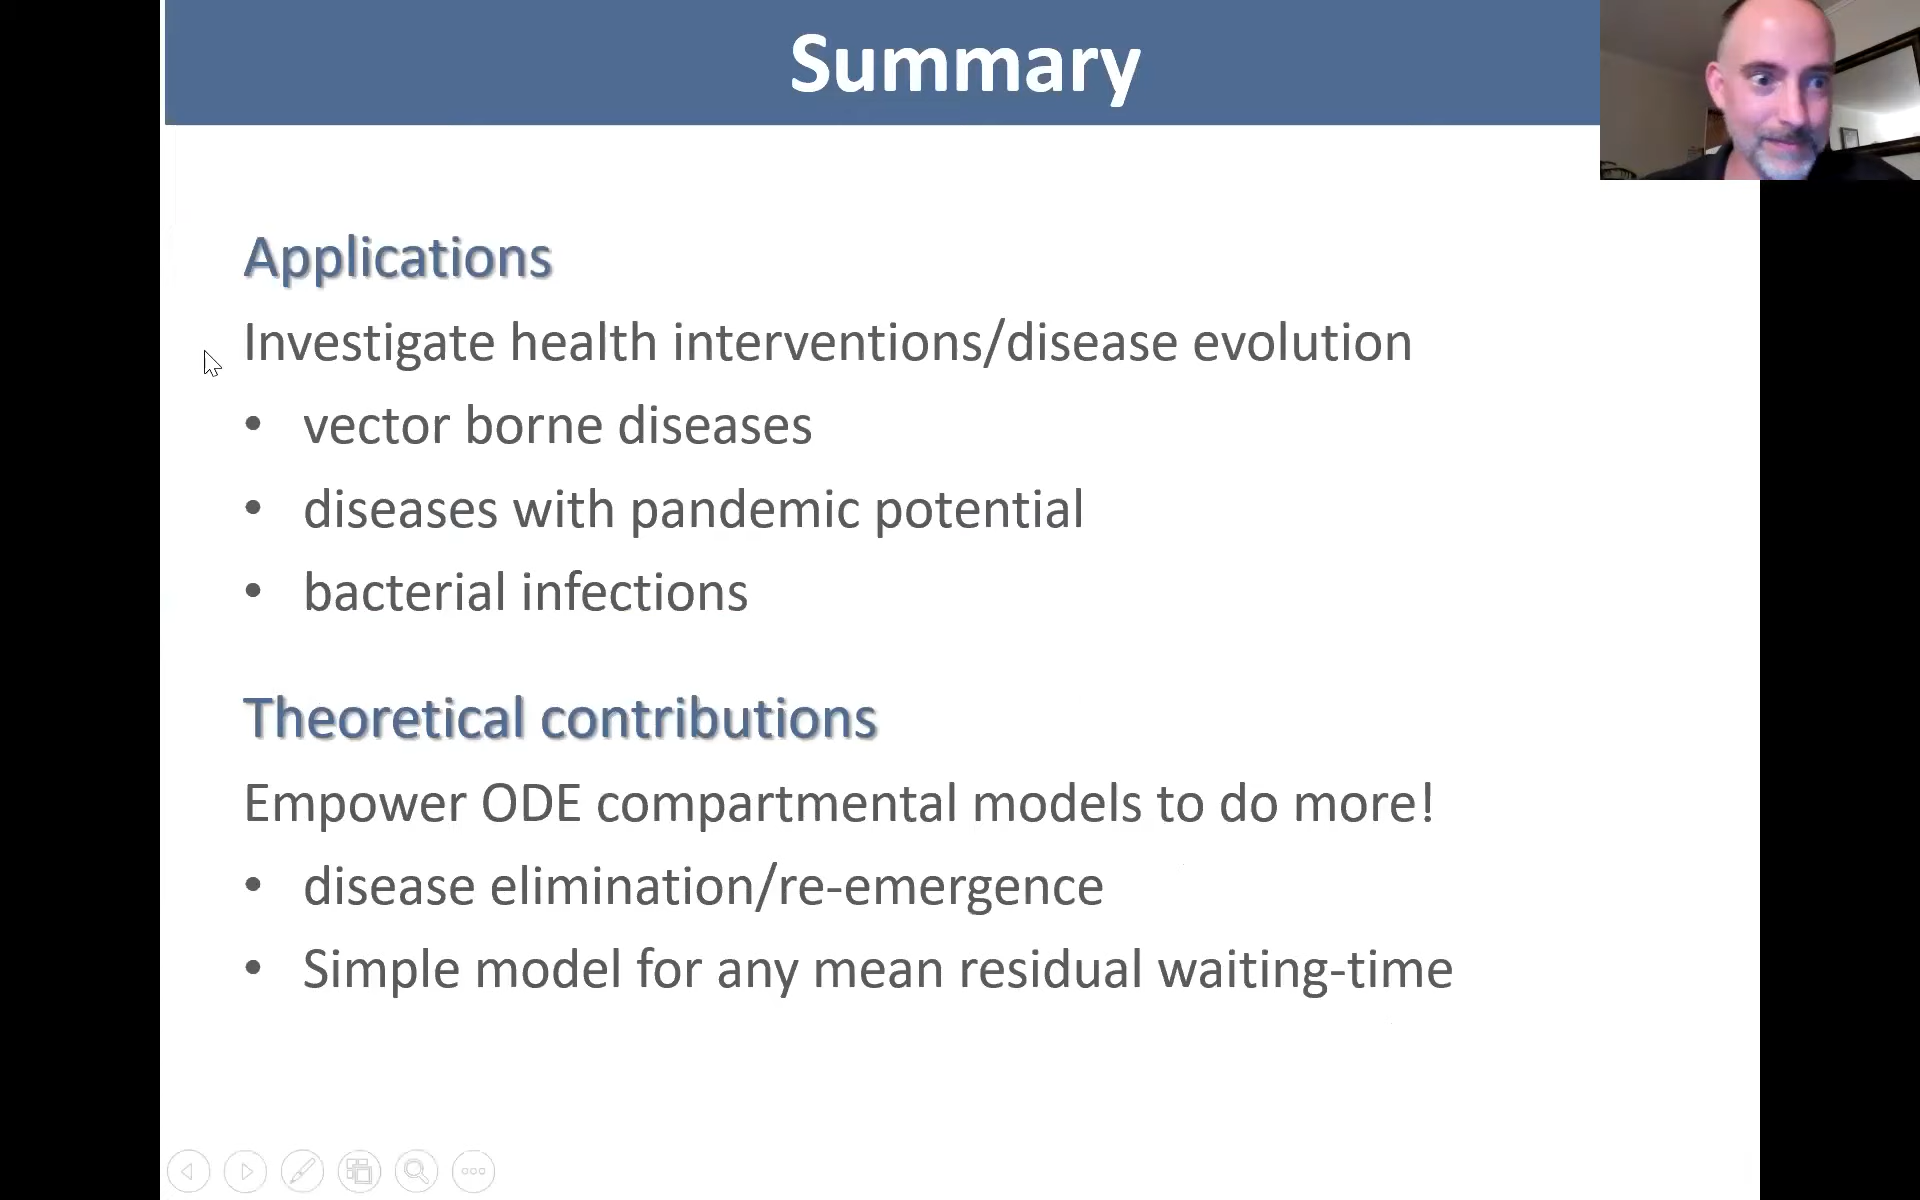 Summary
Applications
Investigate health interventions/disease evolution
• vector borne diseases
• diseases with pandemic potential
• bacterial infections
Theoretical contributions
Empower ODE compartmental models to do more!
• disease elimination/re-emergence
• Simple model for any mean residual waiting-time